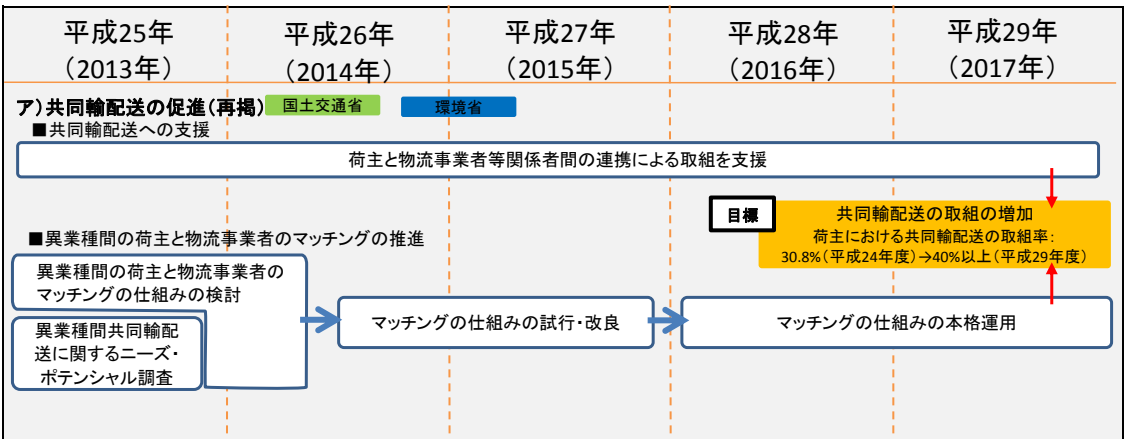 平成25年
(2013年)
平成26年
(2014年)
平成27年
(2015年)
平成28年
(2016年)
平成29年
(2017年)
ア)共同輸配送の促進(再掲)
国土交通省
環境省
■共同輸配送への支援
荷主と物流事業者等関係者間の連携による取組を支援
目標
共同輸配送の取組の増加
荷主における共同輸配送の取組率:
30.8%(平成24年度)→40%以上(平成29年度)
■異業種間の荷主と物流事業者のマッチングの推進
異業種間の荷主と物流事業者の
マッチングの仕組みの検討
異業種間共同輸配
送に関するニーズ・
ポテンシャル調査
マッチングの仕組みの試行・改良
マッチングの仕組みの本格運用